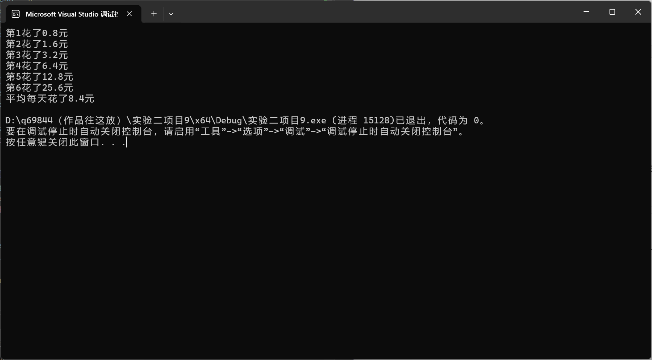 Microsoft Visual Studio 调试控
第1花了0.8元
第2花了1.6元
第3花了3.2元
第4花了6.4元
第5花了12.8元
第6花了25.6元
平均每天花了8.4元
D:\q69844（作品往这放）\实验二项目9\x64\Debug\实验二项目9.exe (进程 15128)已退出，代码为 0。
要在调试停止时自动关闭控制台，请启用“工具”->“选项”->“调试”->“调试停止时自动关闭控制台”。
按任意键关闭此窗口. . .